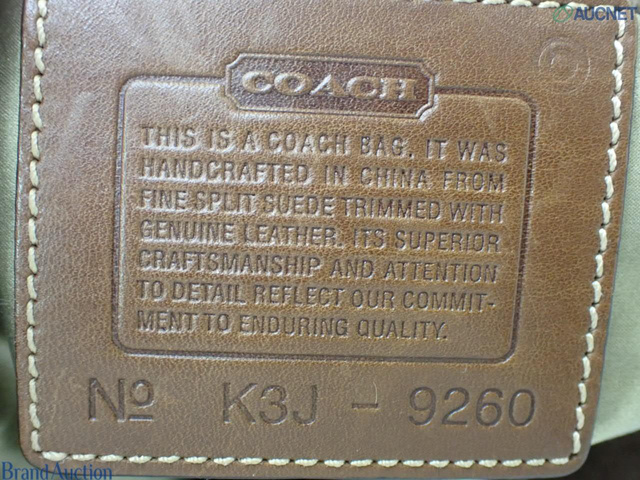 AUCNET
COACH
THIS IS A COACH BAG. IT WAS
HANDCRAFTED IN CHINA FROM
FINE SPLIT SUEDE TRIMMED WITH
GENUINE LEATHER. ITS SUPERIOR
CRAFTSMANSHIP AND ATTENTION
TO DETAIL REFLECT OUR COMMIT-
MENT TO ENDURING QUALITY.
Nº K3J - 9260
Brand Auction